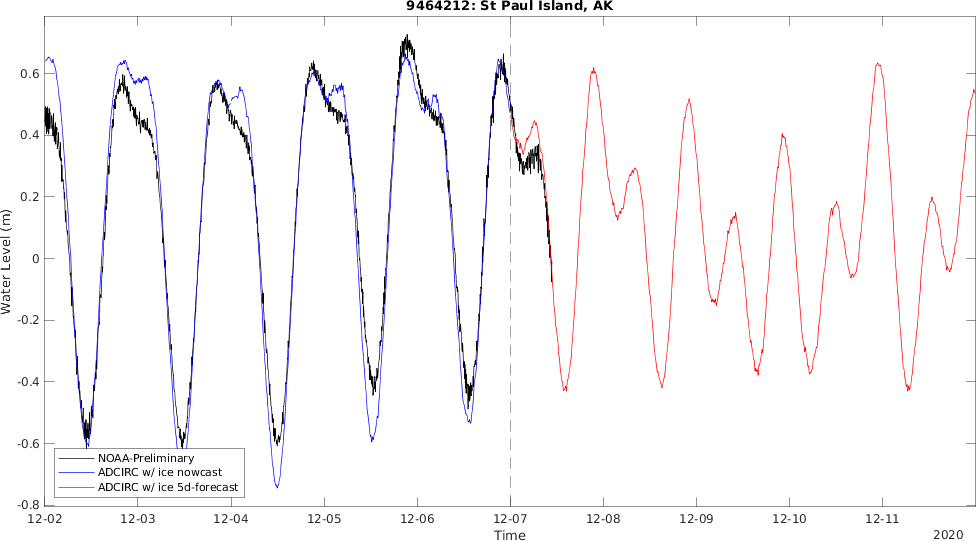 9464212: St Paul Island, AK
Water Level (m)
0.6
0.4
0.2
0
-0.2
-0.4
-0.6
-0.8
NOAA-Preliminary
ADCIRC w/ ice nowcast
ADCIRC w/ ice 5d-forecast
12-02 12-03 12-04 12-05 12-06 12-07 12-08 12-09 12-10 12-11
Time
2020